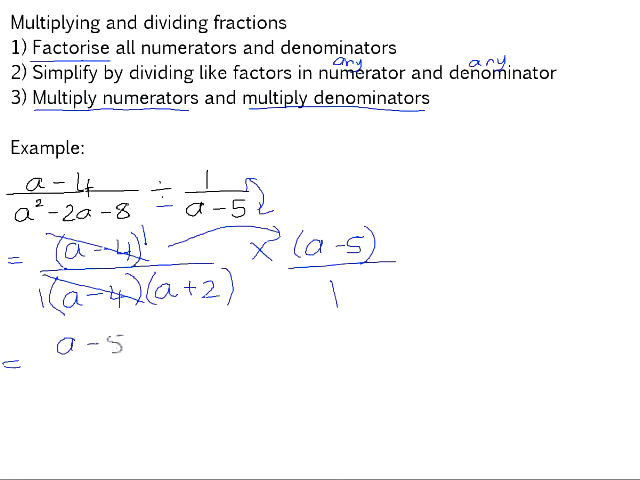 Multiplying and dividing fractions
1) Factorise all numerators and denominators
any any
2) Simplify by dividing like factors in numerator and denominator
3) Multiply numerators and multiply denominators
Example:
a - 4 / a² - 2a - 8 ÷ 1 / a - 5
= (a - 4) 1 / 1 (a - 4)(a + 2) × (a - 5) / 1
= a - 5